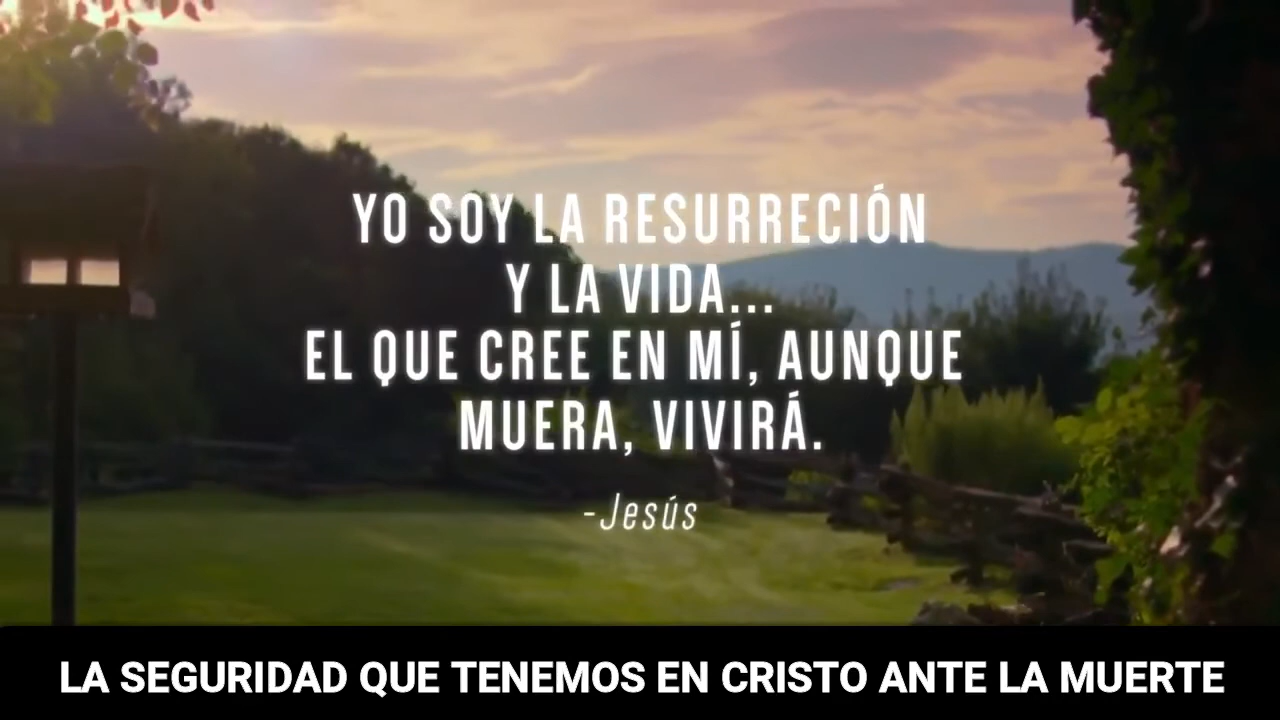 YO SOY LA RESURRECIÓN
Y LA VIDA...
EL QUE CREE EN MÍ, AUNQUE
MUERA, VIVIRÁ.
-Jesús
LA SEGURIDAD QUE TENEMOS EN CRISTO ANTE LA MUERTE